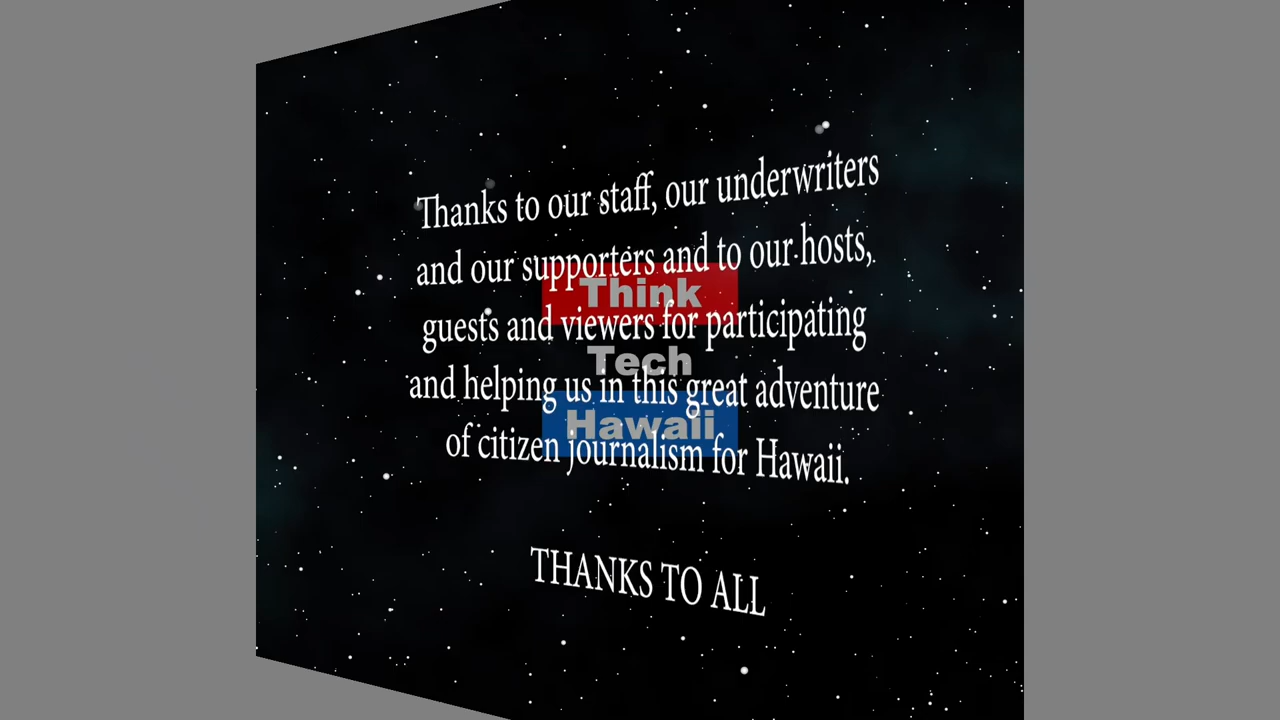 Thanks to our staff, our underwriters
and our supporters and to our hosts,
Think
guests and viewers for participating
Tech
and helping us in this great adventure
Hawaii
of citizen journalism for Hawaii.
THANKS TO ALL